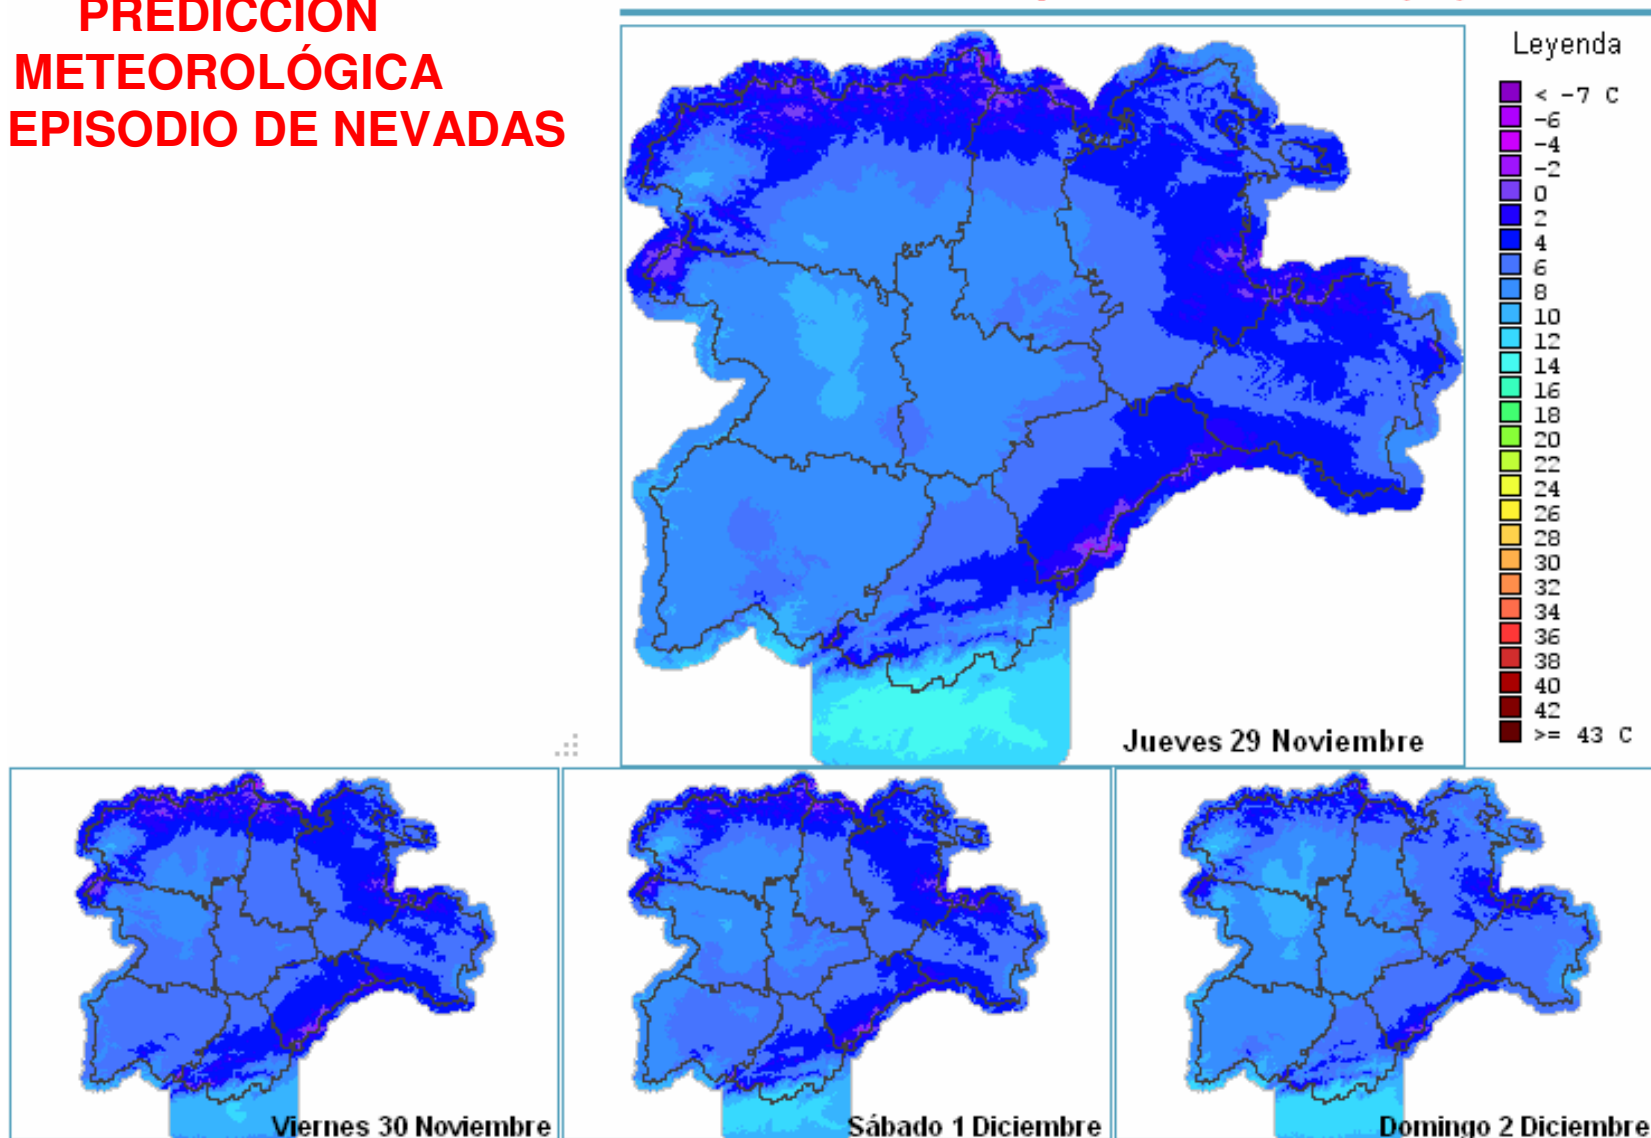 PREDICCIÓN
METEOROLÓGICA
EPISODIO DE NEVADAS
Leyenda
< -7 C
-6
-4
-2
0
2
4
6
8
10
12
14
16
18
20
22
24
26
28
30
32
34
36
38
40
42
>= 43 C
Jueves 29 Noviembre
Viernes 30 Noviembre
Sábado 1 Diciembre
Domingo 2 Diciembre